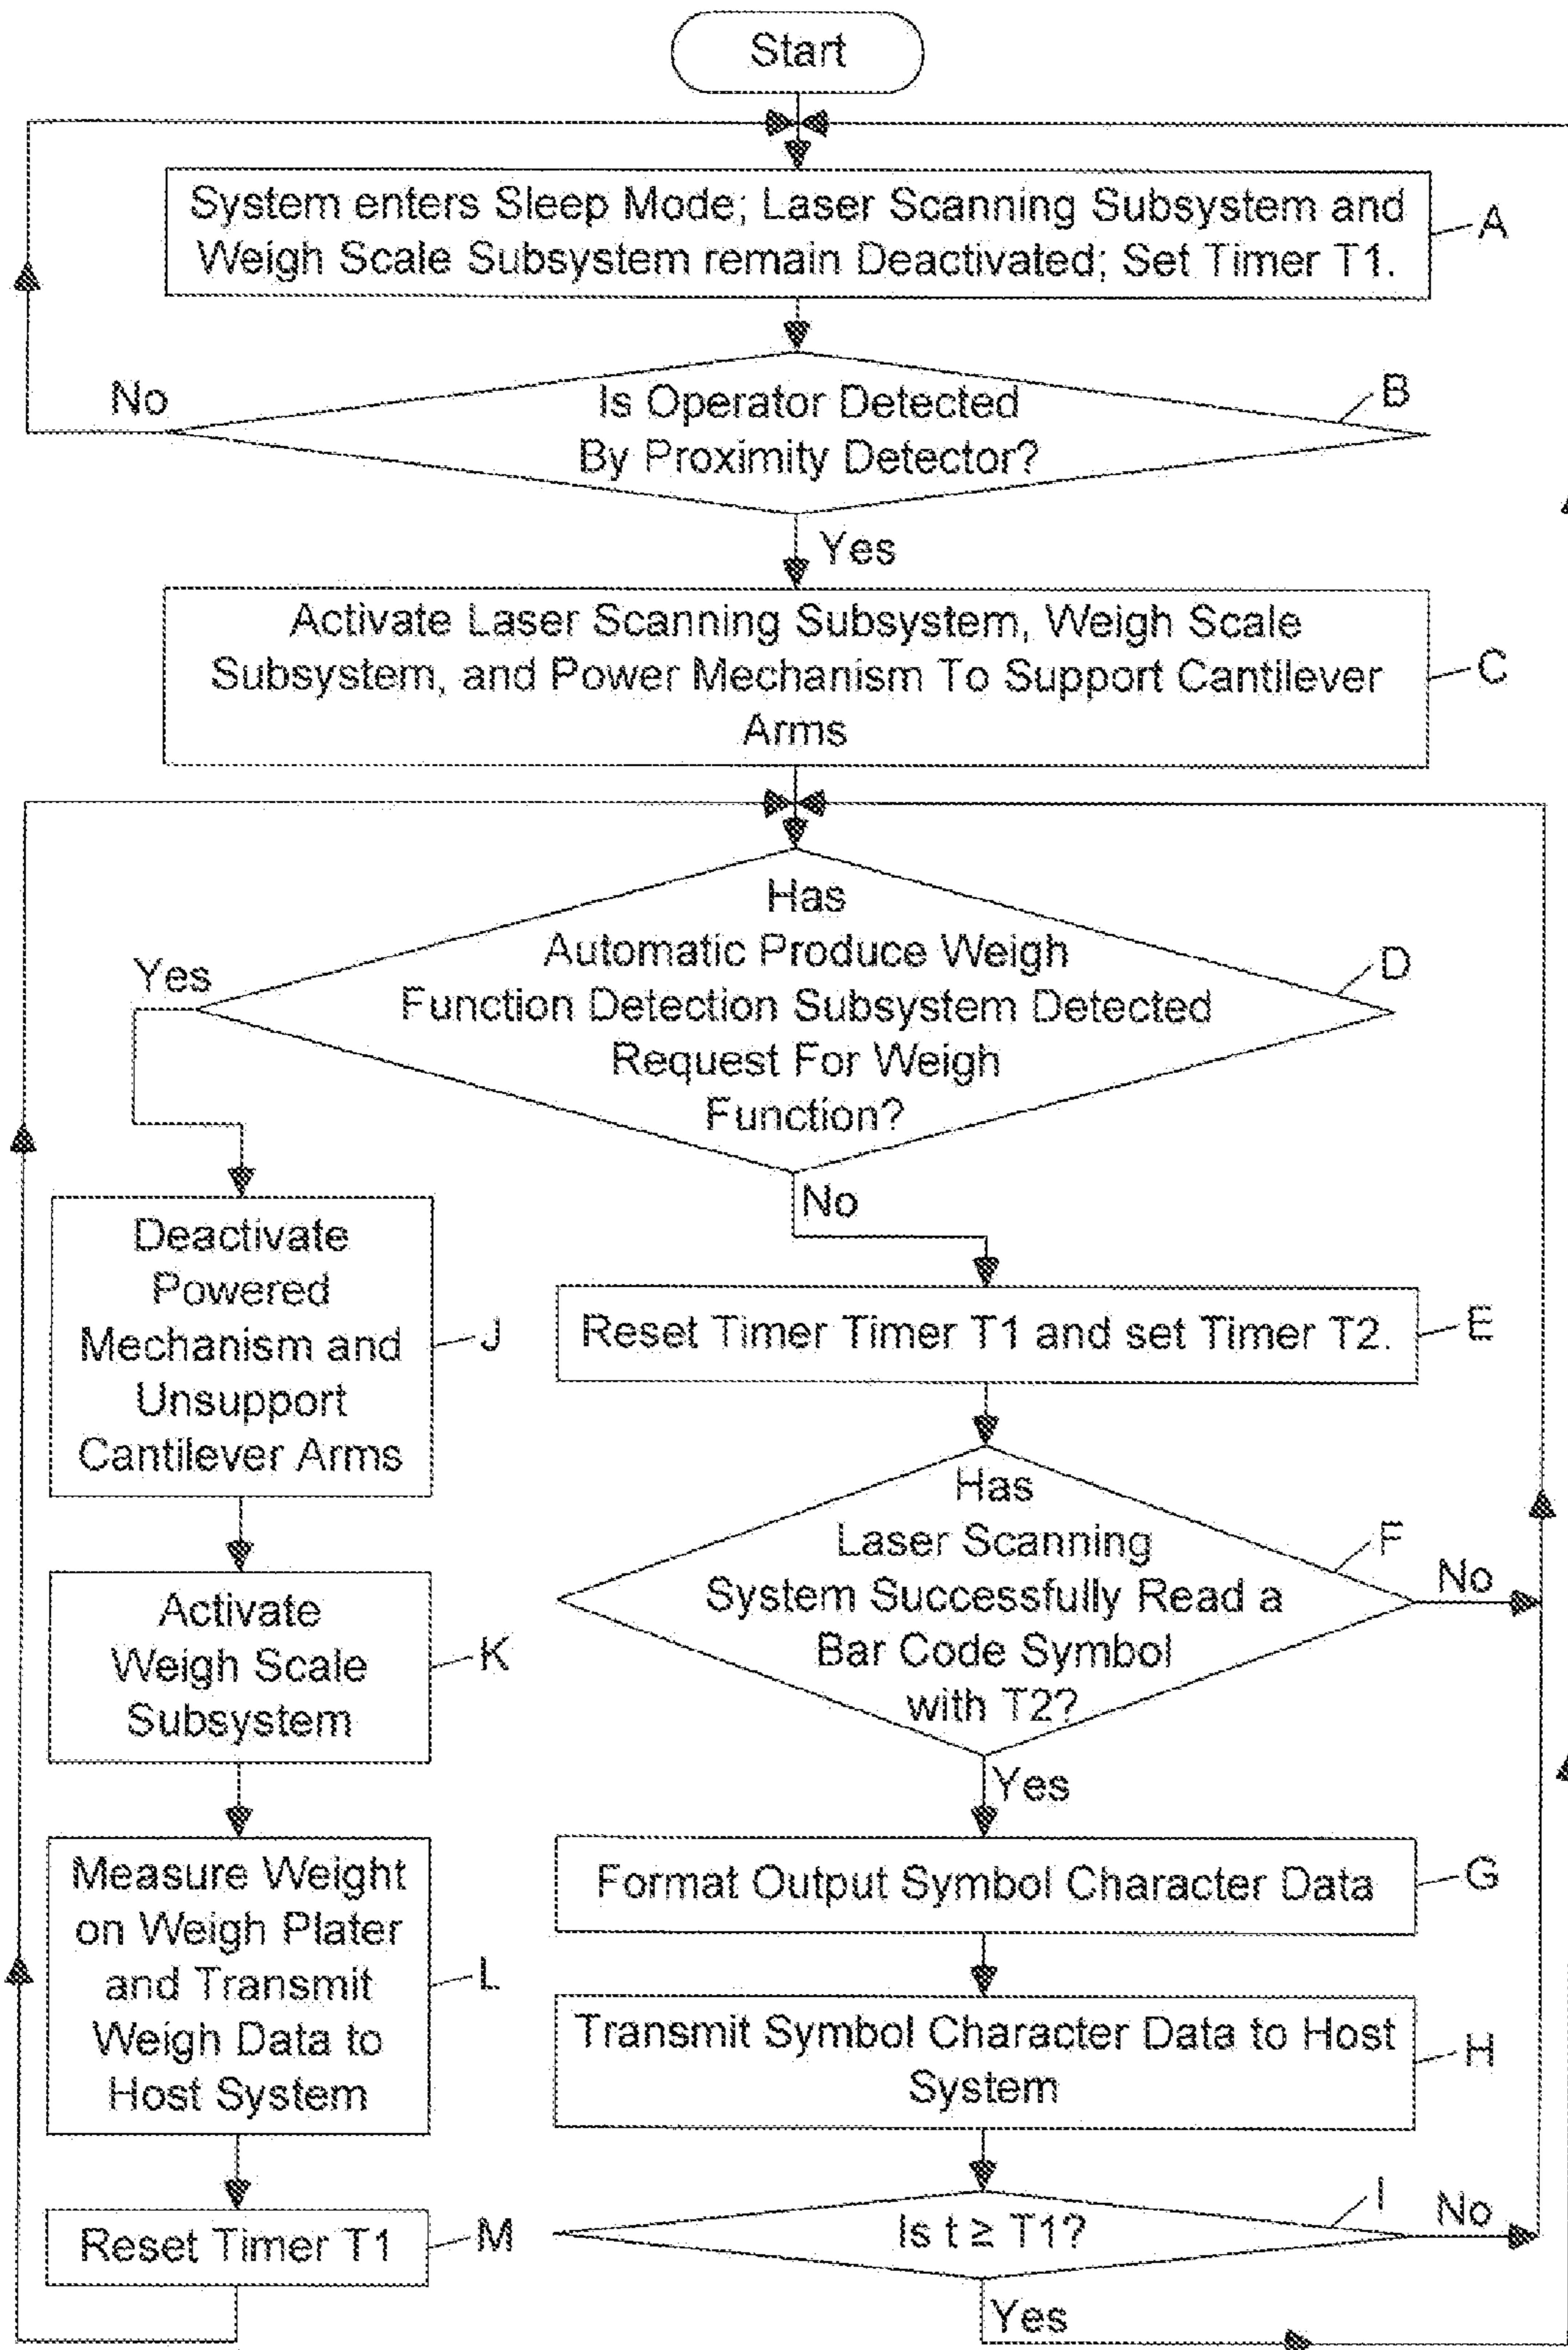 Start
System enters Sleep Mode; Laser Scanning Subsystem and
Weigh Scale Subsystem remain Deactivated; Set Timer T1.
A
Is Operator Detected
By Proximity Detector?
B
No
Yes
Activate Laser Scanning Subsystem, Weigh Scale
Subsystem, and Power Mechanism To Support Cantilever
Arms
C
Has
Automatic Produce Weigh
Function Detection Subsystem Detected
Request For Weigh
Function?
D
Yes
No
Deactivate
Powered
Mechanism and
Unsupport
Cantilever Arms
J
Reset Timer Timer T1 and set Timer T2.
E
Has
Laser Scanning
System Successfully Read a
Bar Code Symbol
with T2?
F
No
Yes
Activate
Weigh Scale
Subsystem
K
Measure Weight
on Weigh Plater
and Transmit
Weigh Data to
Host System
L
Format Output Symbol Character Data
G
Transmit Symbol Character Data to Host
System
H
Reset Timer T1
M
Is t ≥ T1?
I
No
Yes